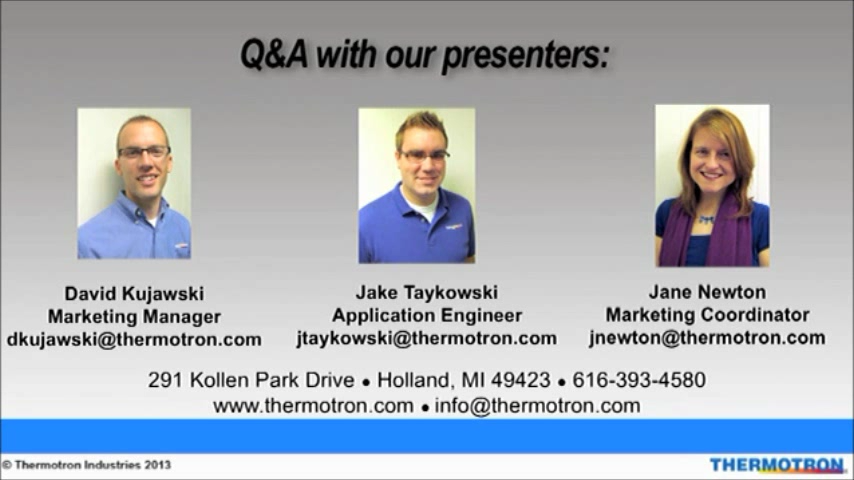 Q&A with our presenters:
David Kujawski
Marketing Manager
dkujawski@thermotron.com
Jake Taykowski
Application Engineer
jtaykowski@thermotron.com
Jane Newton
Marketing Coordinator
jnewton@thermotron.com
291 Kollen Park Drive • Holland, MI 49423 • 616-393-4580
www.thermotron.com • info@thermotron.com
© Thermotron Industries 2013
THERMOTRON